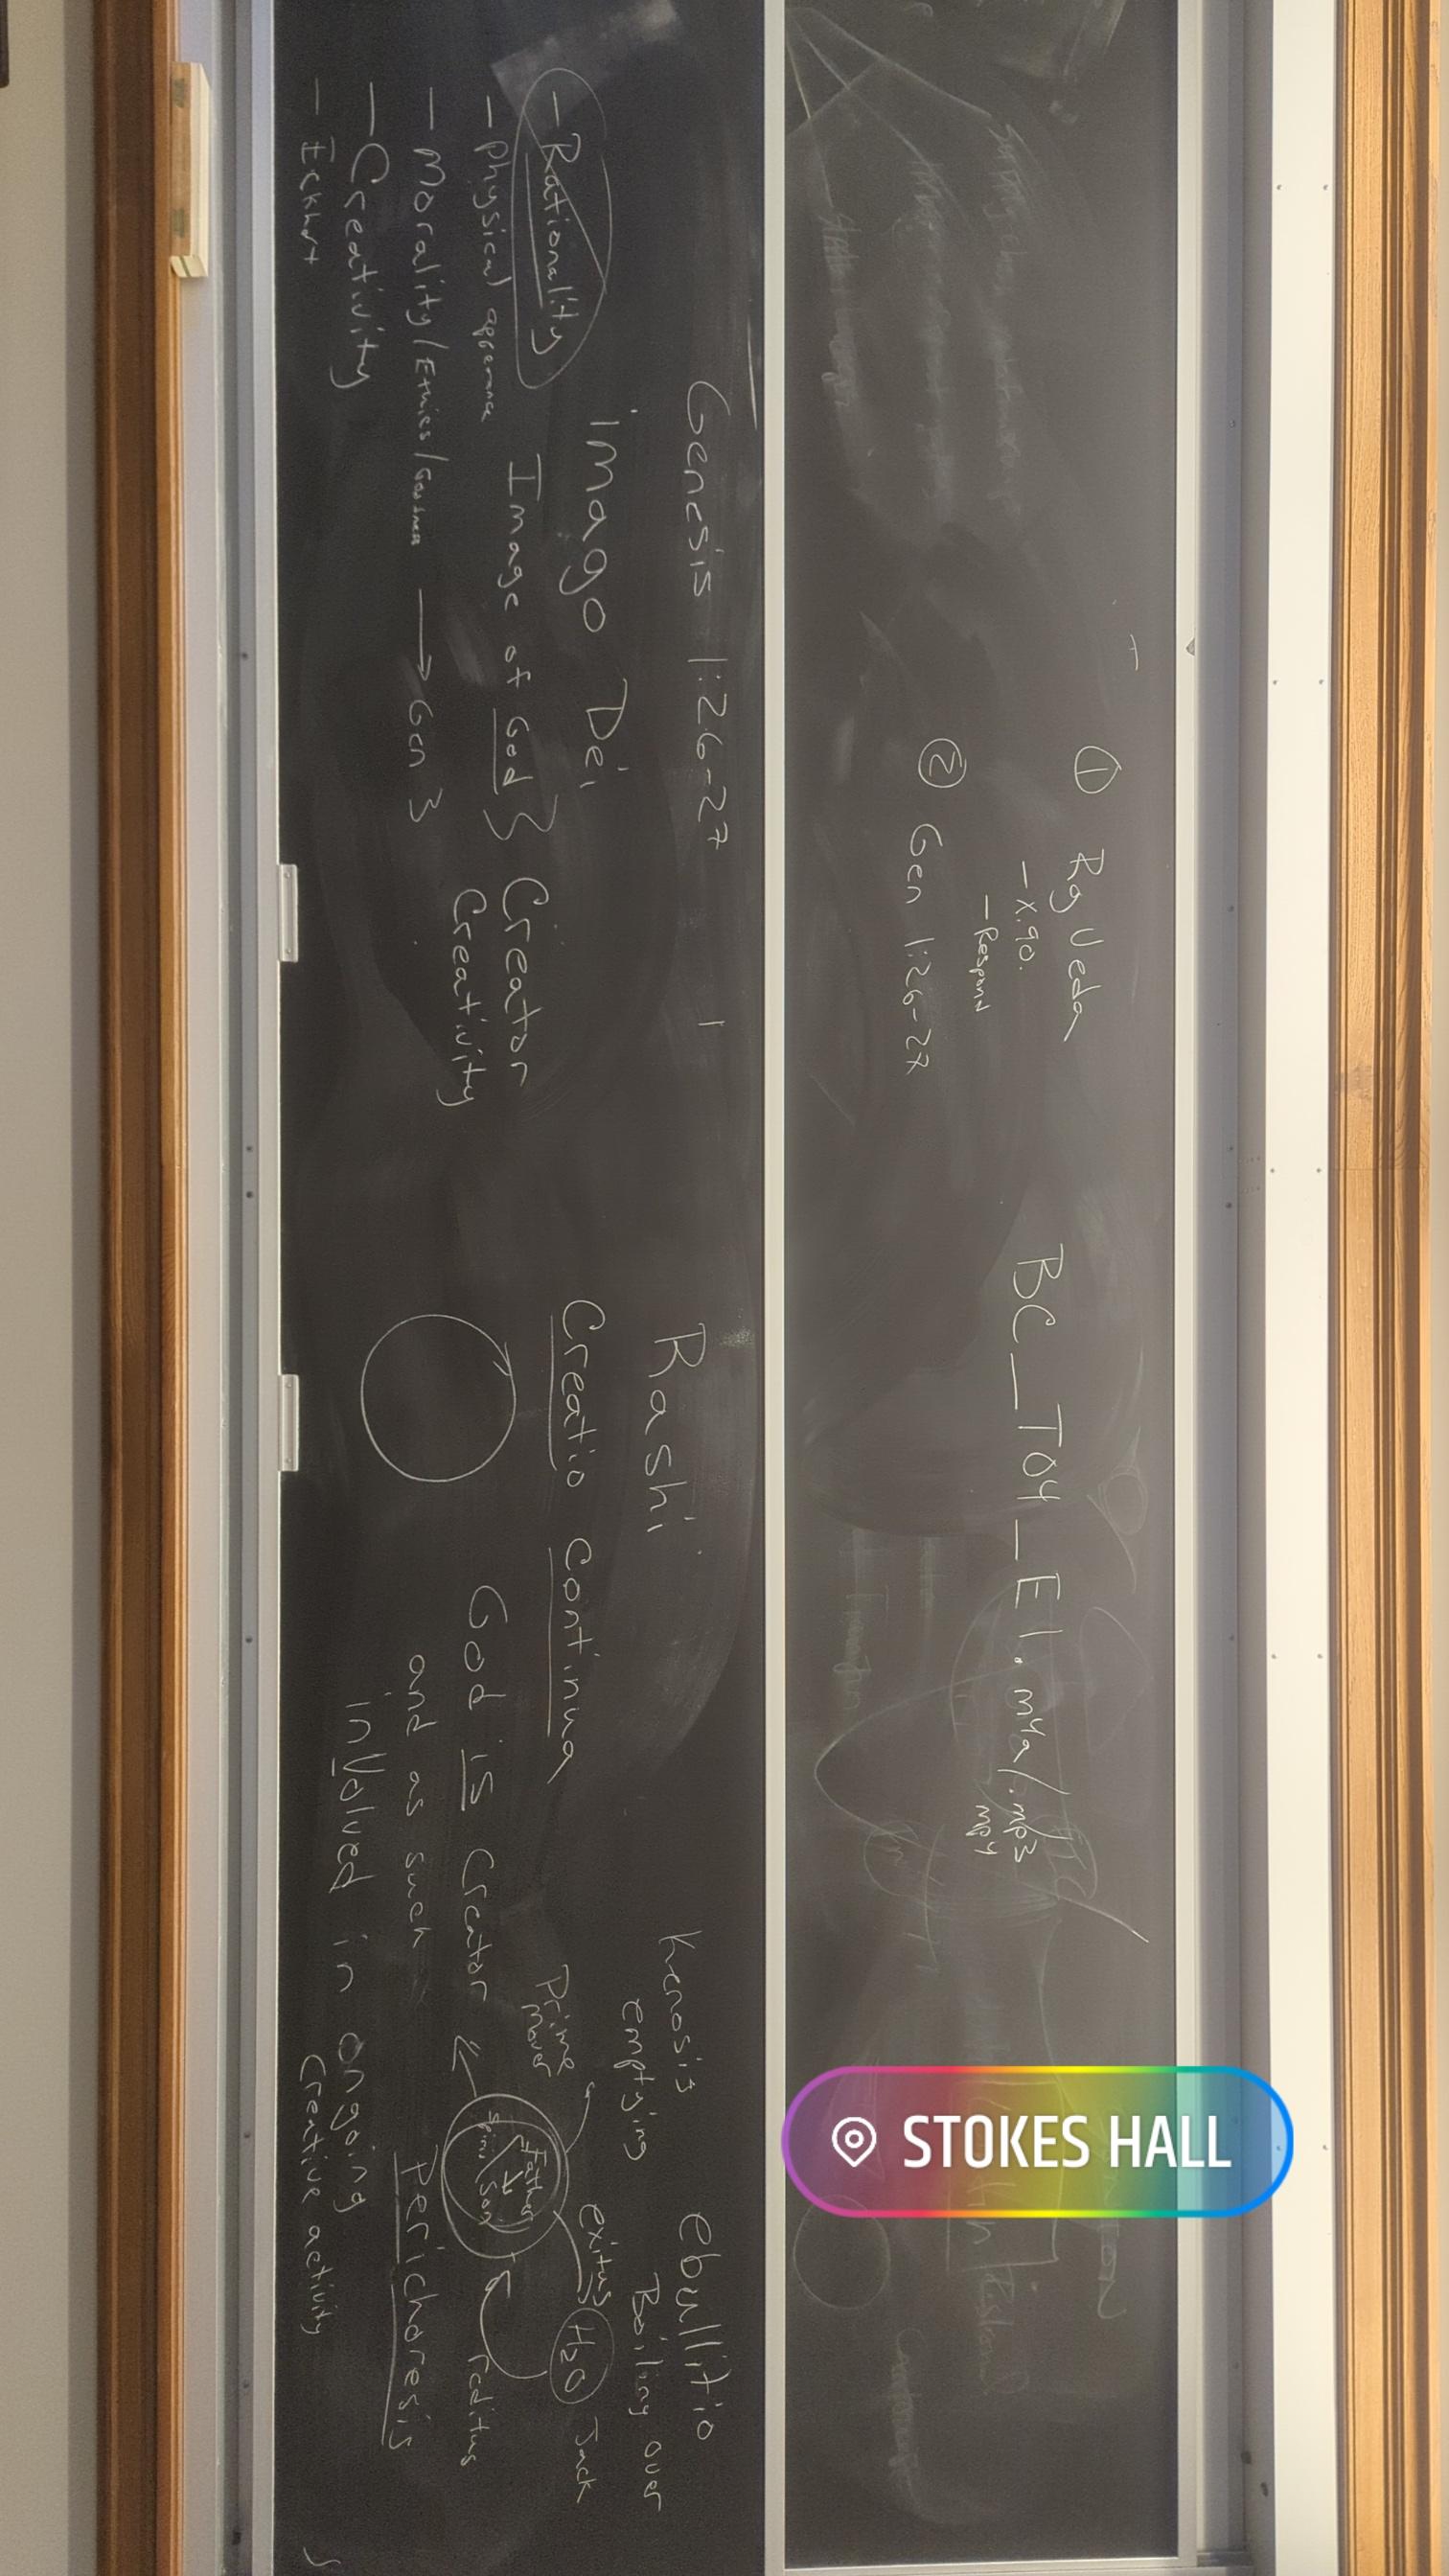 ① Rg Veda
- X.90.
- Respond
② Gen 1:26-27
BC_T04_E1.m4a/.mp3
mp4
STOKES HALL
Genesis 1:26-27
imago Dei
Image of God } Creator
Creativity
- Rationality
- Physical apperance
- Morality/Ethics/Goodness → Gen 3
- Creativity
- Eckhart
Rashi
Creatio continua
God is Creator
and as such
involved in ongoing
creative activity
Kenosis
emptying
ebullitio
Boiling over
Prime
mover
exitus
H2O Jack
Father
Spirit Son
reditus
Perichoresis